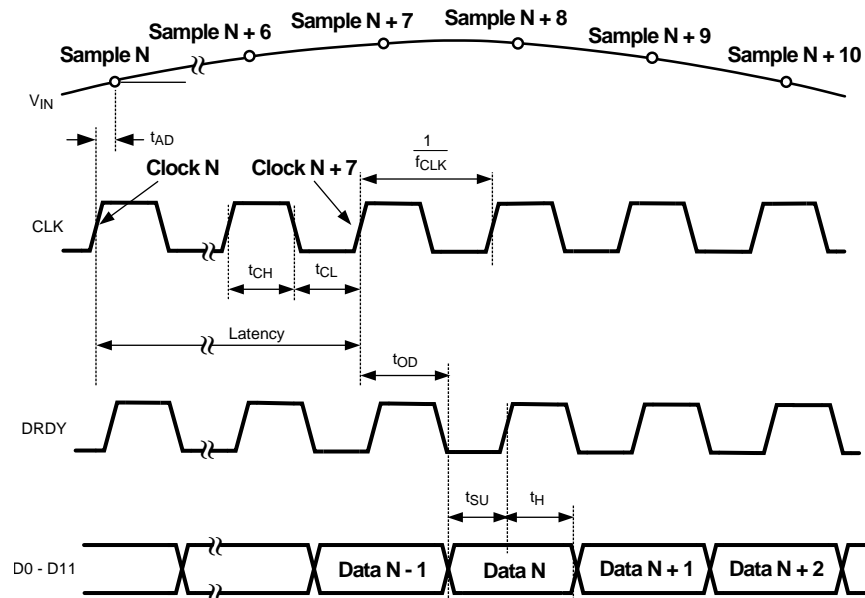 Sample N
Sample N + 6
Sample N + 7
Sample N + 8
Sample N + 9
Sample N + 10
VIN
tAD
Clock N
Clock N + 7
1
fCLK
CLK
tCH
tCL
Latency
tOD
DRDY
tSU
tH
D0 - D11
Data N - 1
Data N
Data N + 1
Data N + 2